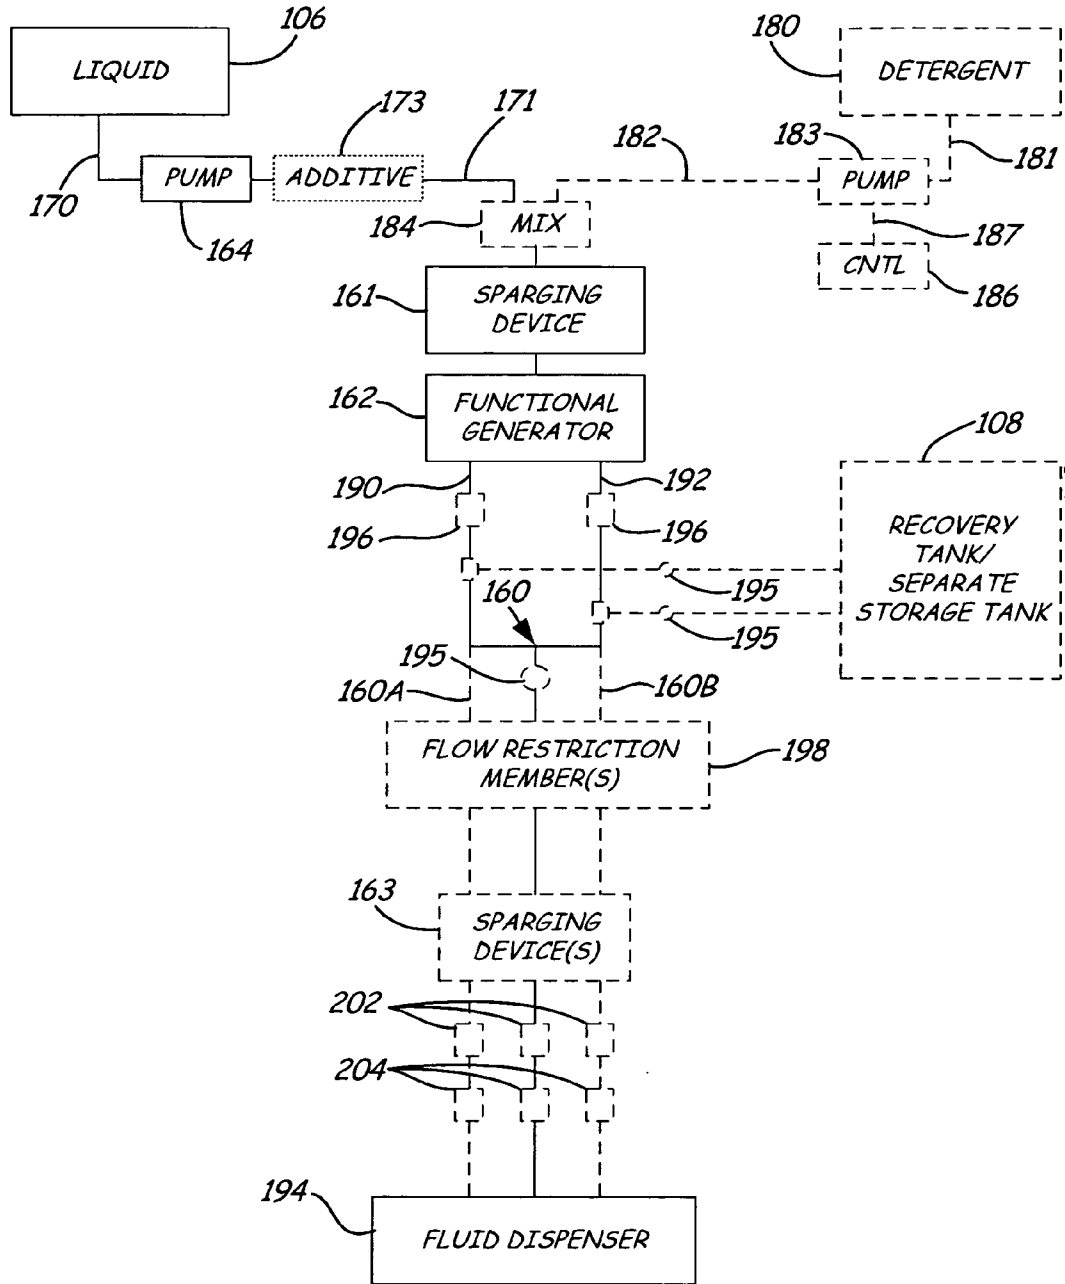 106
LIQUID
180
DETERGENT
173
171
182
183
181
170
PUMP
ADDITIVE
PUMP
164
184
MIX
187
CNTL
186
161
SPARGING
DEVICE
162
FUNCTIONAL
GENERATOR
108
190
192
196
196
RECOVERY
TANK/
SEPARATE
STORAGE TANK
195
160
195
195
160A
160B
FLOW RESTRICTION
MEMBER(S)
198
163
SPARGING
DEVICE(S)
202
204
194
FLUID DISPENSER